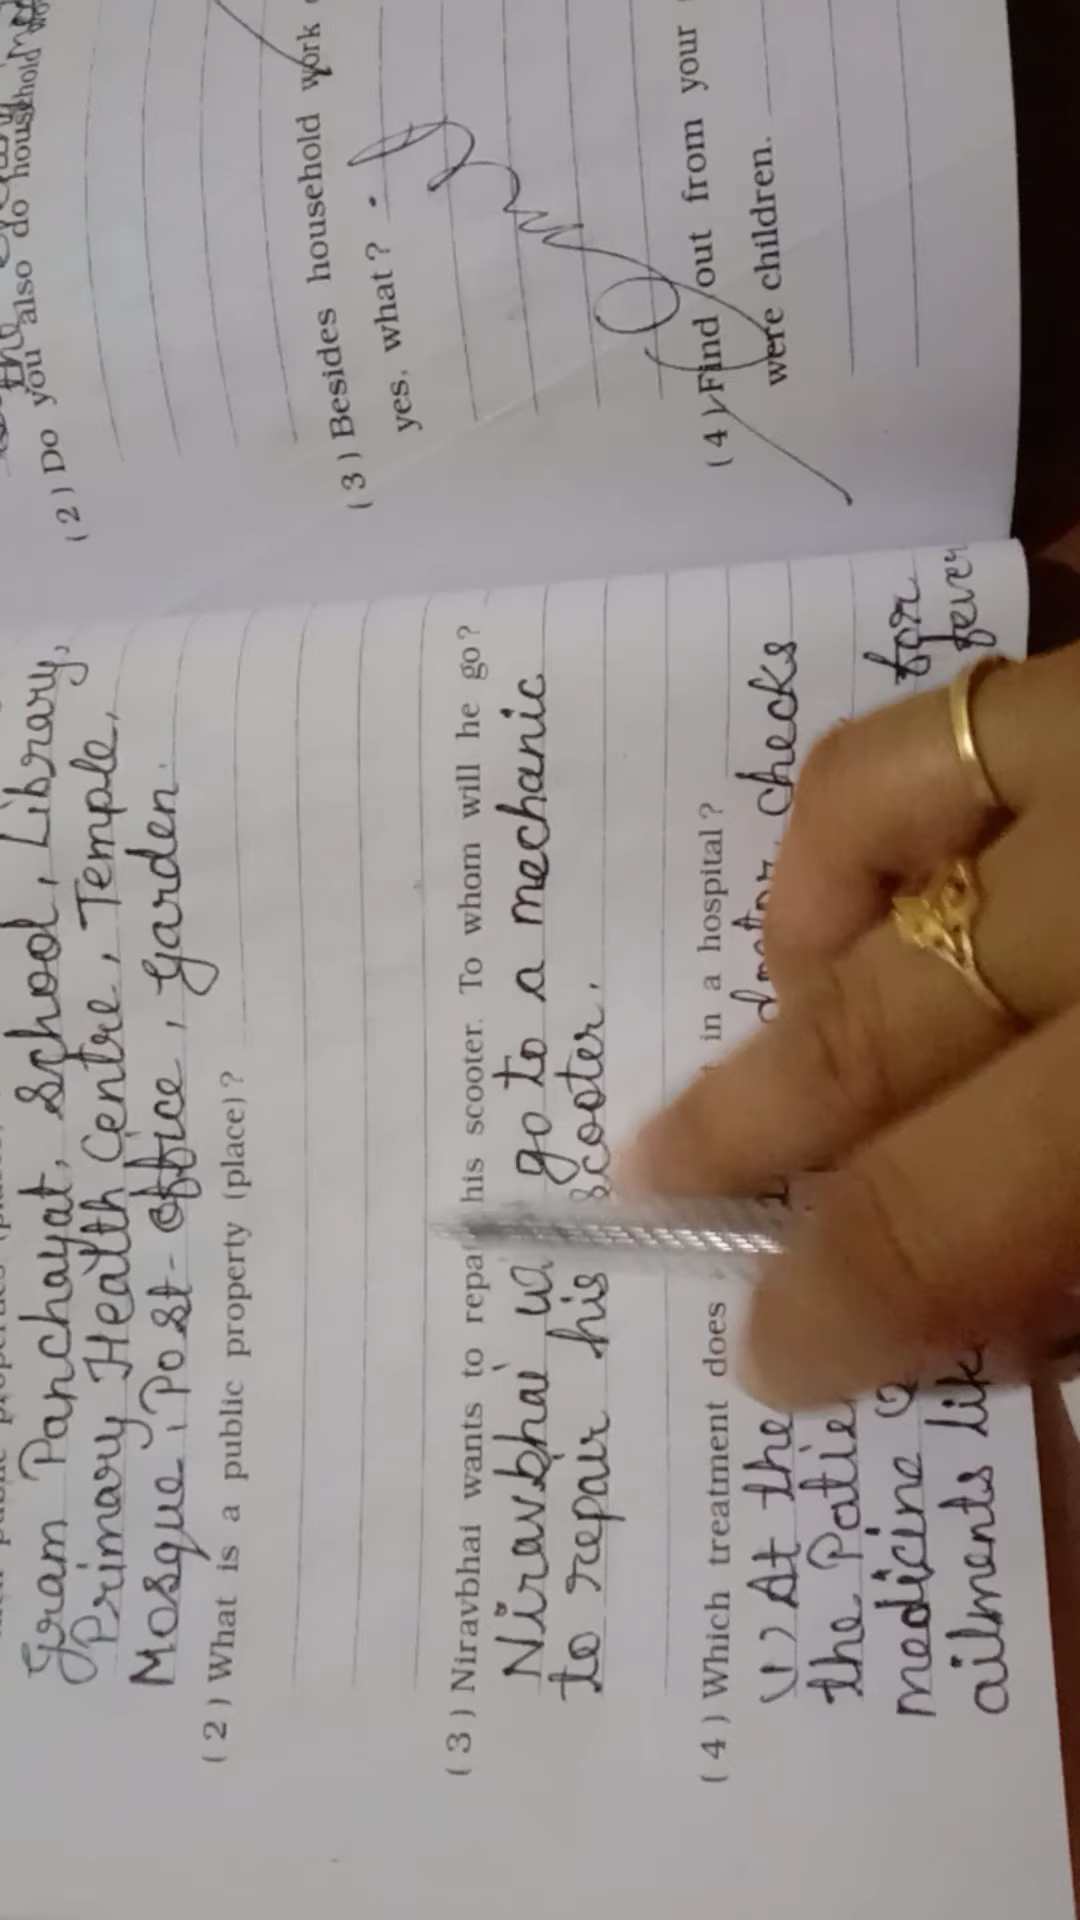 Gram Panchayat, School, Library,
Primary Health Centre, Temple,
Mosque, Post-office, Garden.
(2) What is a public property (place)?
(3) Niravbhai wants to repair his scooter. To whom will he go?
Niravbhai go to a mechanic
to repair his scooter.
(4) Which treatment does in a hospital?
(1) At the doctor checks
the for
medicine fever
ailments
(2) Do you also do household
(3) Besides household work
yes, what?
(4) Find out from your
were children.